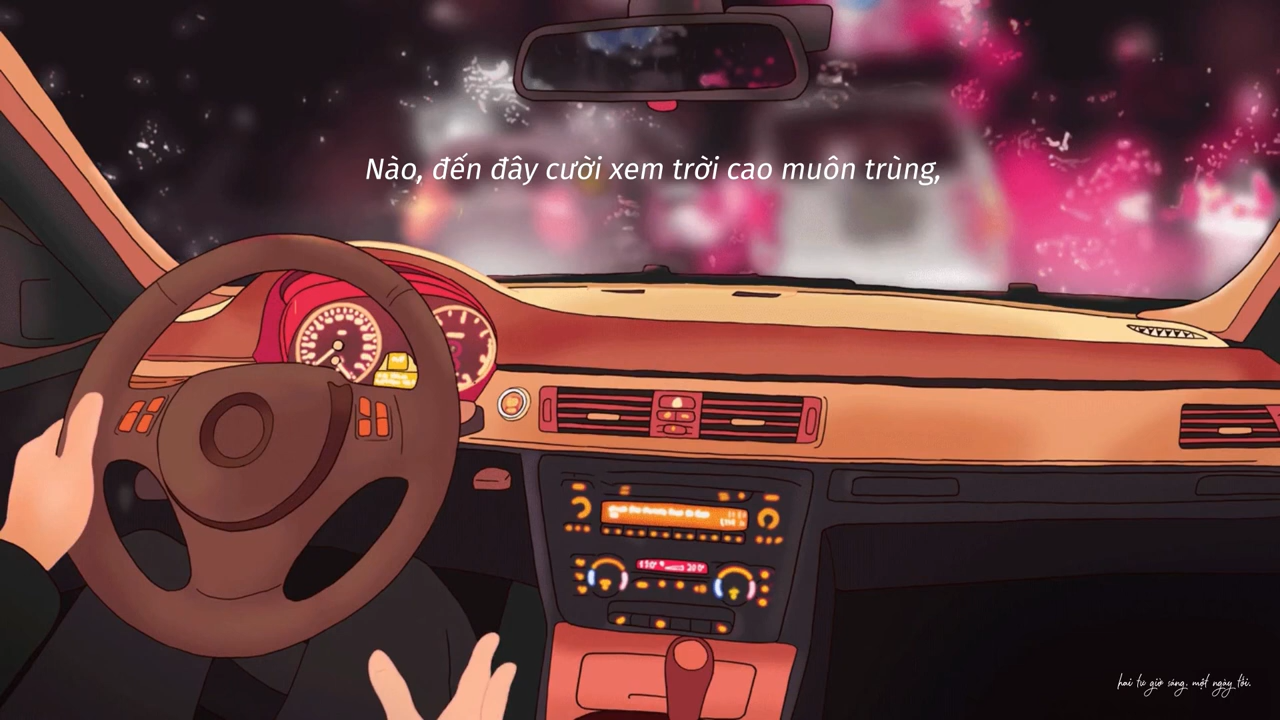 Nào, đến đây cười xem trời cao muôn trùng,
hai tư giờ sáng. một ngày tồi.